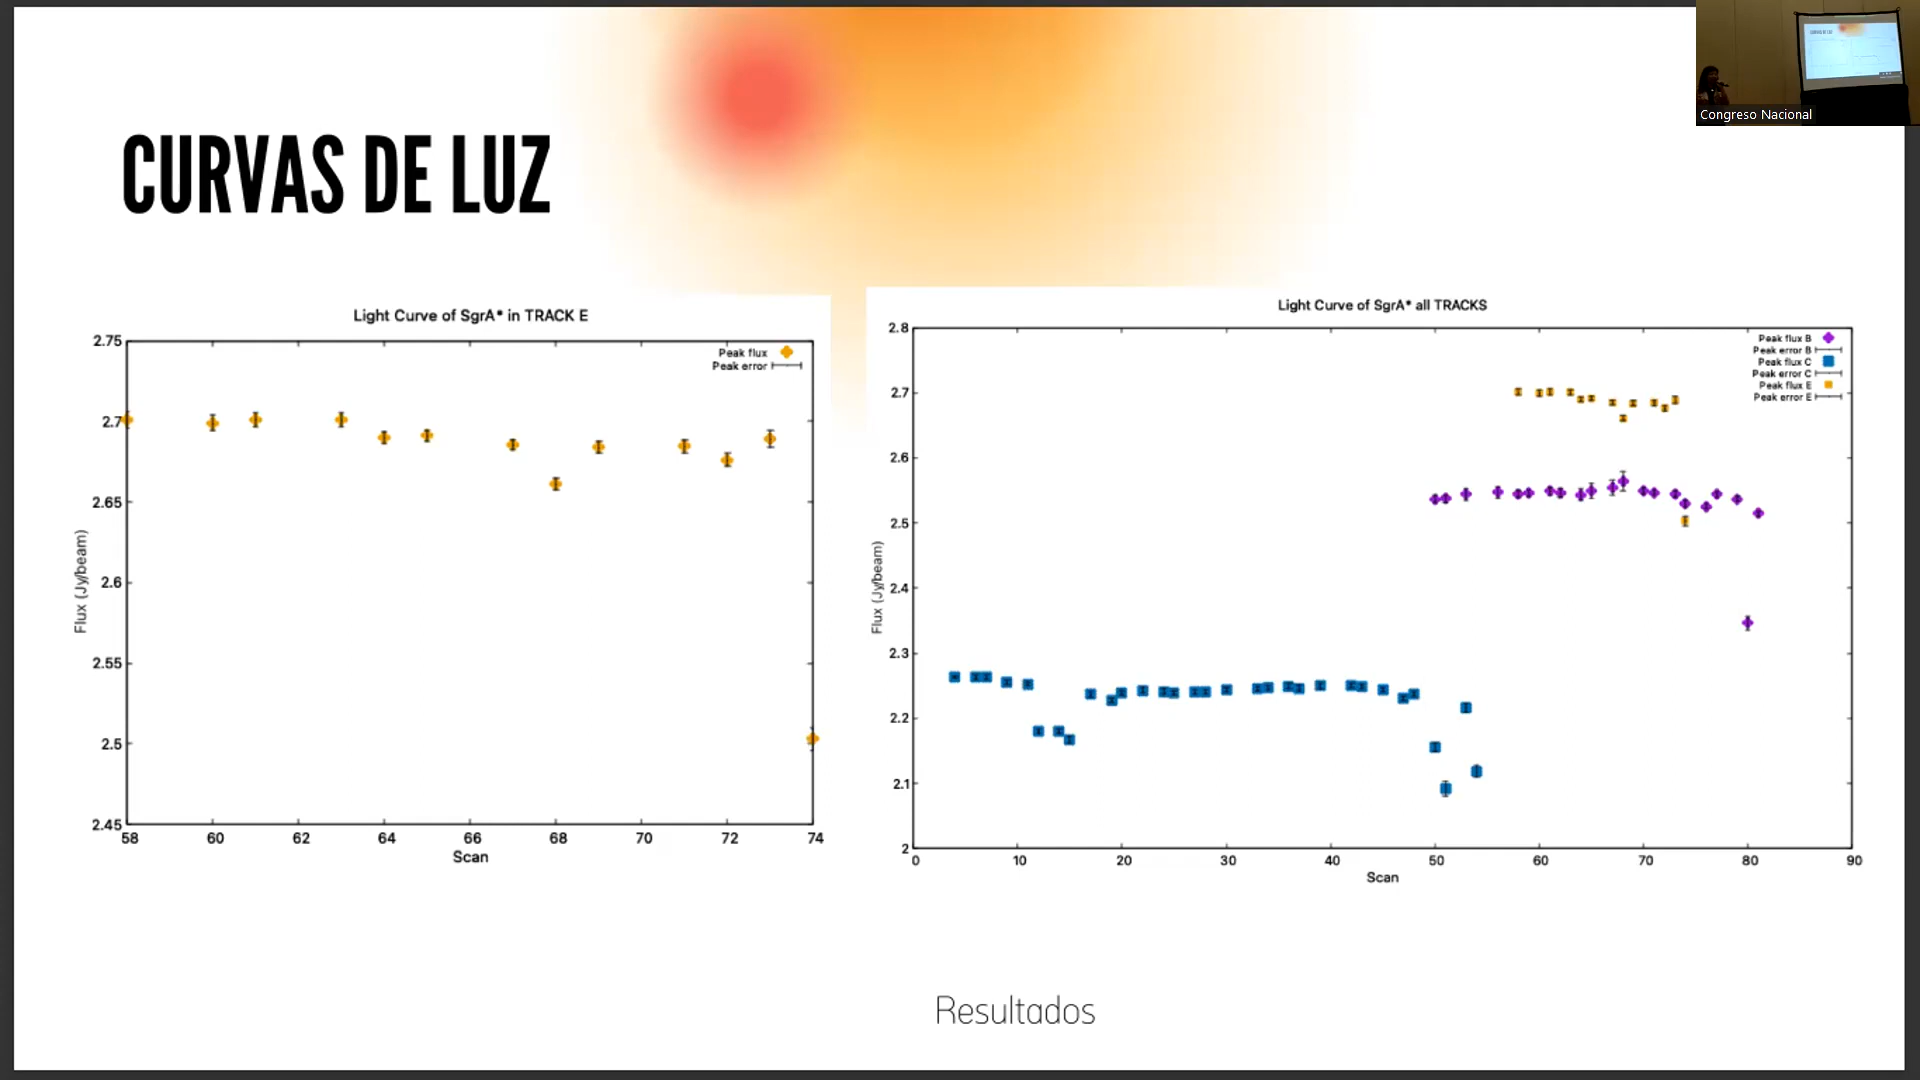 Congreso Nacional
CURVAS DE LUZ
Light Curve of SgrA* in TRACK E
Peak flux
Peak error
2.75
2.7
2.65
2.6
2.55
2.5
2.45
Flux (Jy/beam)
58 60 62 64 66 68 70 72 74
Scan
Light Curve of SgrA* all TRACKS
Peak flux B
Peak error B
Peak flux C
Peak error C
Peak flux E
Peak error E
2.8
2.7
2.6
2.5
2.4
2.3
2.2
2.1
2
Flux (Jy/beam)
0 10 20 30 40 50 60 70 80 90
Scan
Resultados